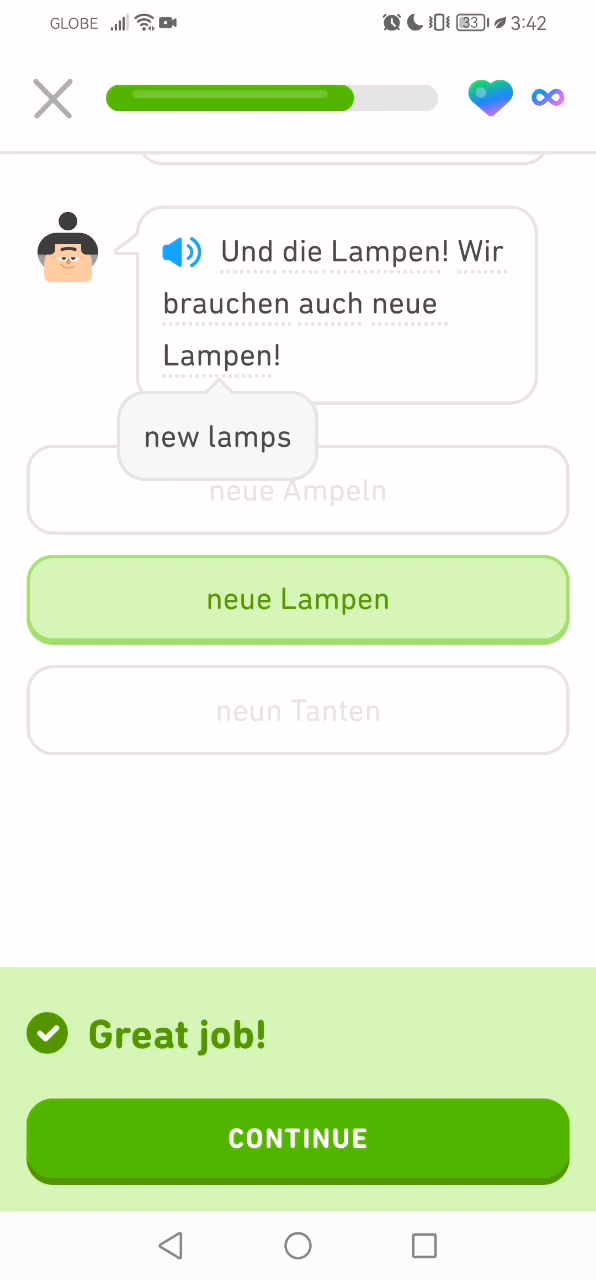 GLOBE 33 3:42
Und die Lampen! Wir
brauchen auch neue
Lampen!
new lamps
neue Ampeln
neue Lampen
neun Tanten
Great job!
CONTINUE